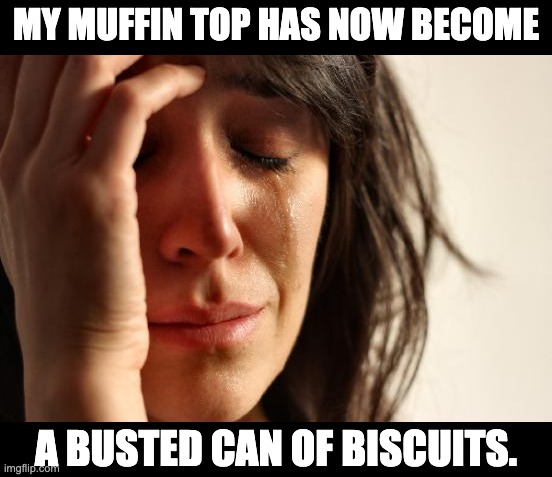 MY MUFFIN TOP HAS NOW BECOME
A BUSTED CAN OF BISCUITS.
imgflip.com